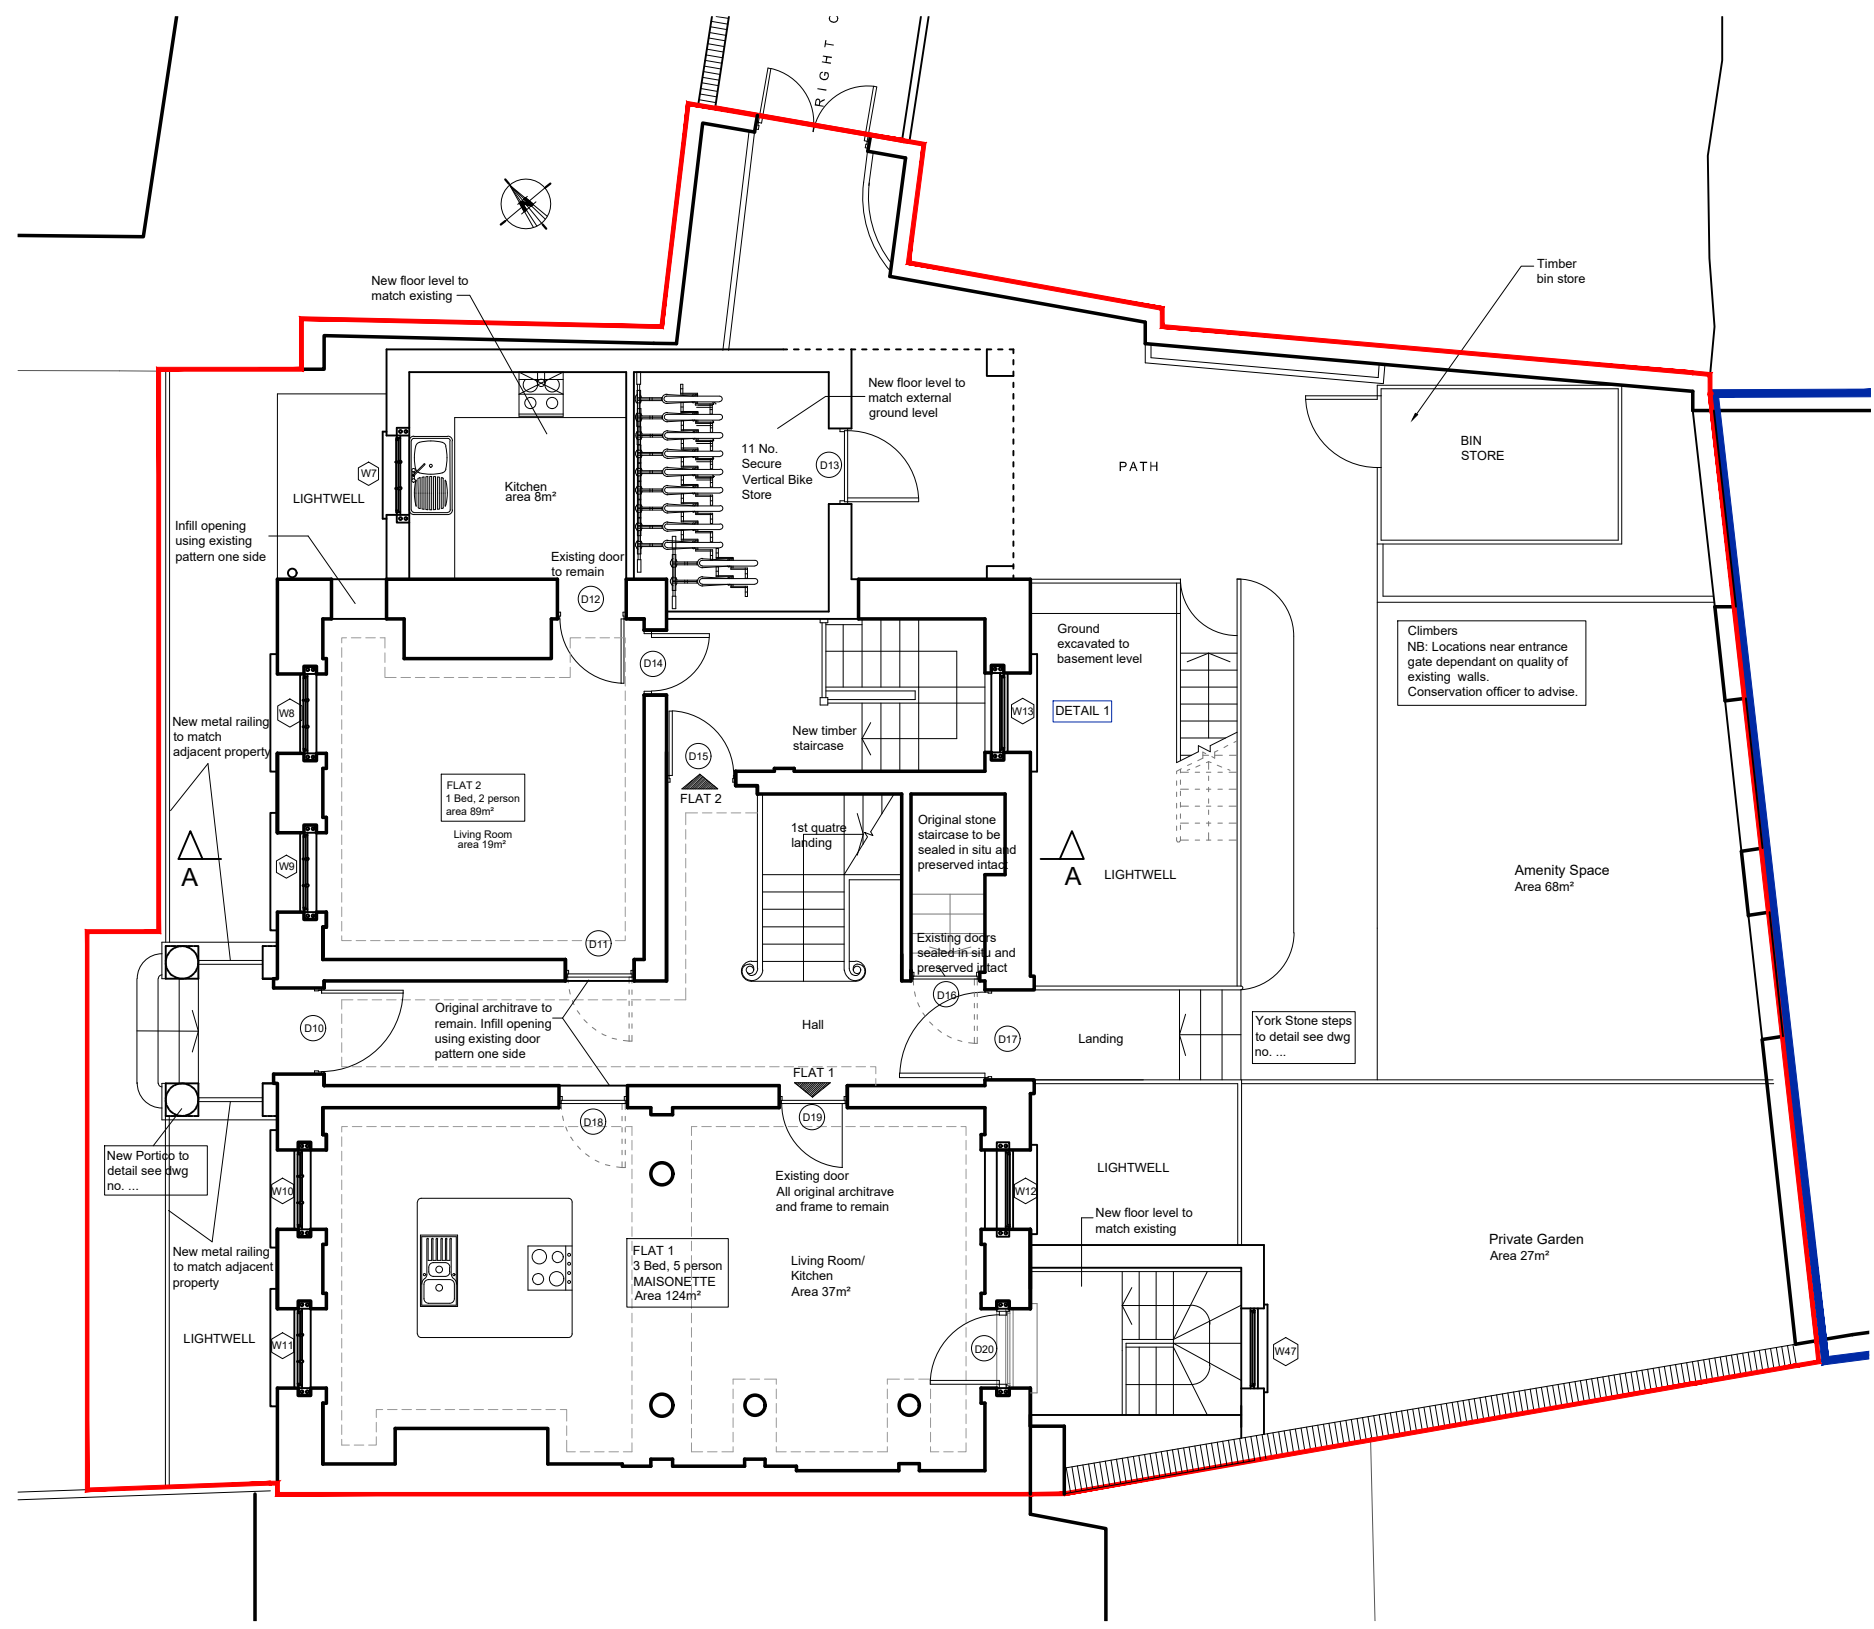 RIGHT
New floor level to
match existing
Timber
bin store
New floor level to
match external
ground level
BIN
STORE
11 No.
Secure
Vertical Bike
Store
D13
PATH
W7
LIGHTWELL
Kitchen
area 8m²
Infill opening
using existing
pattern one side
Existing door
to remain
D12
D14
Ground
excavated to
basement level
Climbers
NB: Locations near entrance
gate dependant on quality of
existing walls.
Conservation officer to advise.
W8
W13
DETAIL 1
New metal railing
to match
adjacent property
New timber
staircase
D15
FLAT 2
FLAT 2
1 Bed, 2 person
area 89m²
Living Room
area 19m²
1st quatre
landing
Original stone
staircase to be
sealed in situ and
preserved intact
A
W9
A
LIGHTWELL
Amenity Space
Area 68m²
D11
Existing doors
sealed in situ and
preserved intact
D16
D10
Original architrave to
remain. Infill opening
using existing door
pattern one side
Hall
D17
Landing
York Stone steps
to detail see dwg
no. ...
FLAT 1
D18
D19
New Portico to
detail see dwg
no. ...
W10
Existing door
All original architrave
and frame to remain
W12
LIGHTWELL
New floor level to
match existing
New metal railing
to match adjacent
property
FLAT 1
3 Bed, 5 person
MAISONETTE
Area 124m²
Living Room/
Kitchen
Area 37m²
Private Garden
Area 27m²
LIGHTWELL
W11
D20
W47